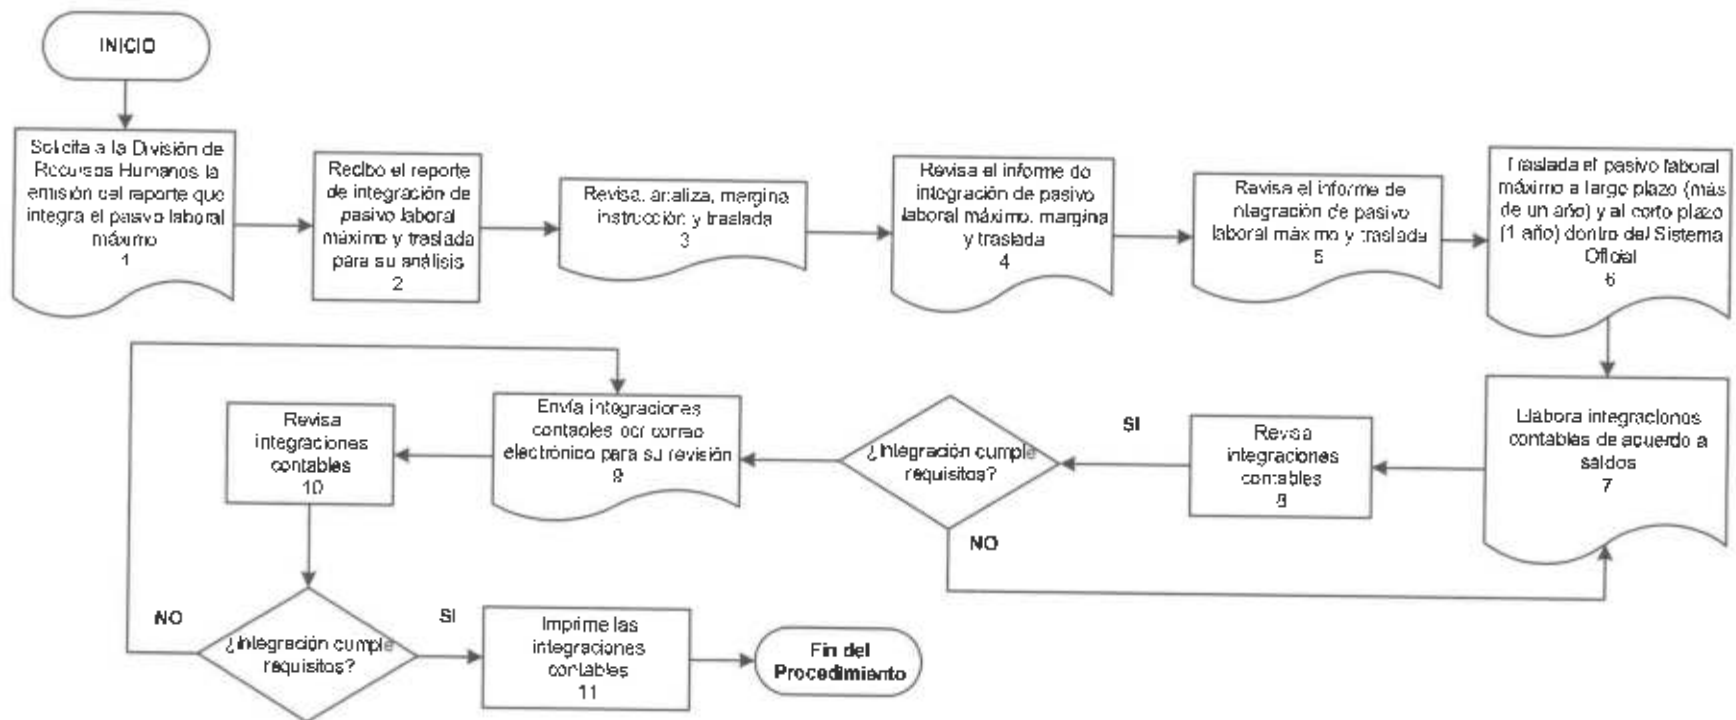 INICIO
Solicita a la División de
Recursos Humanos la
emisión del reporte que
integra el pasivo laboral
máximo
1
Recibo el reporte
de integración de
pasivo laboral
máximo y traslada
para su análisis
2
Revisa, analiza, margina
instrucción y traslada
3
Revisa el informe de
integración de pasivo
laboral máximo, margina
y traslada
4
Revisa el informe de
integración de pasivo
laboral máximo y traslada
5
Traslada el pasivo laboral
máximo a largo plazo (más
de un año) y al corto plazo
(1 año) dentro del Sistema
Oficial
6
Elabora integraciones
contables de acuerdo a
saldos
7
Revisa
integraciones
contables
8
SI
¿Integración cumple
requisitos?
NO
Envía integraciones
contables por correo
electrónico para su revisión
9
Revisa
integraciones
contables
10
NO
¿Integración cumple
requisitos?
SI
Imprime las
integraciones
contables
11
Fin del
Procedimiento